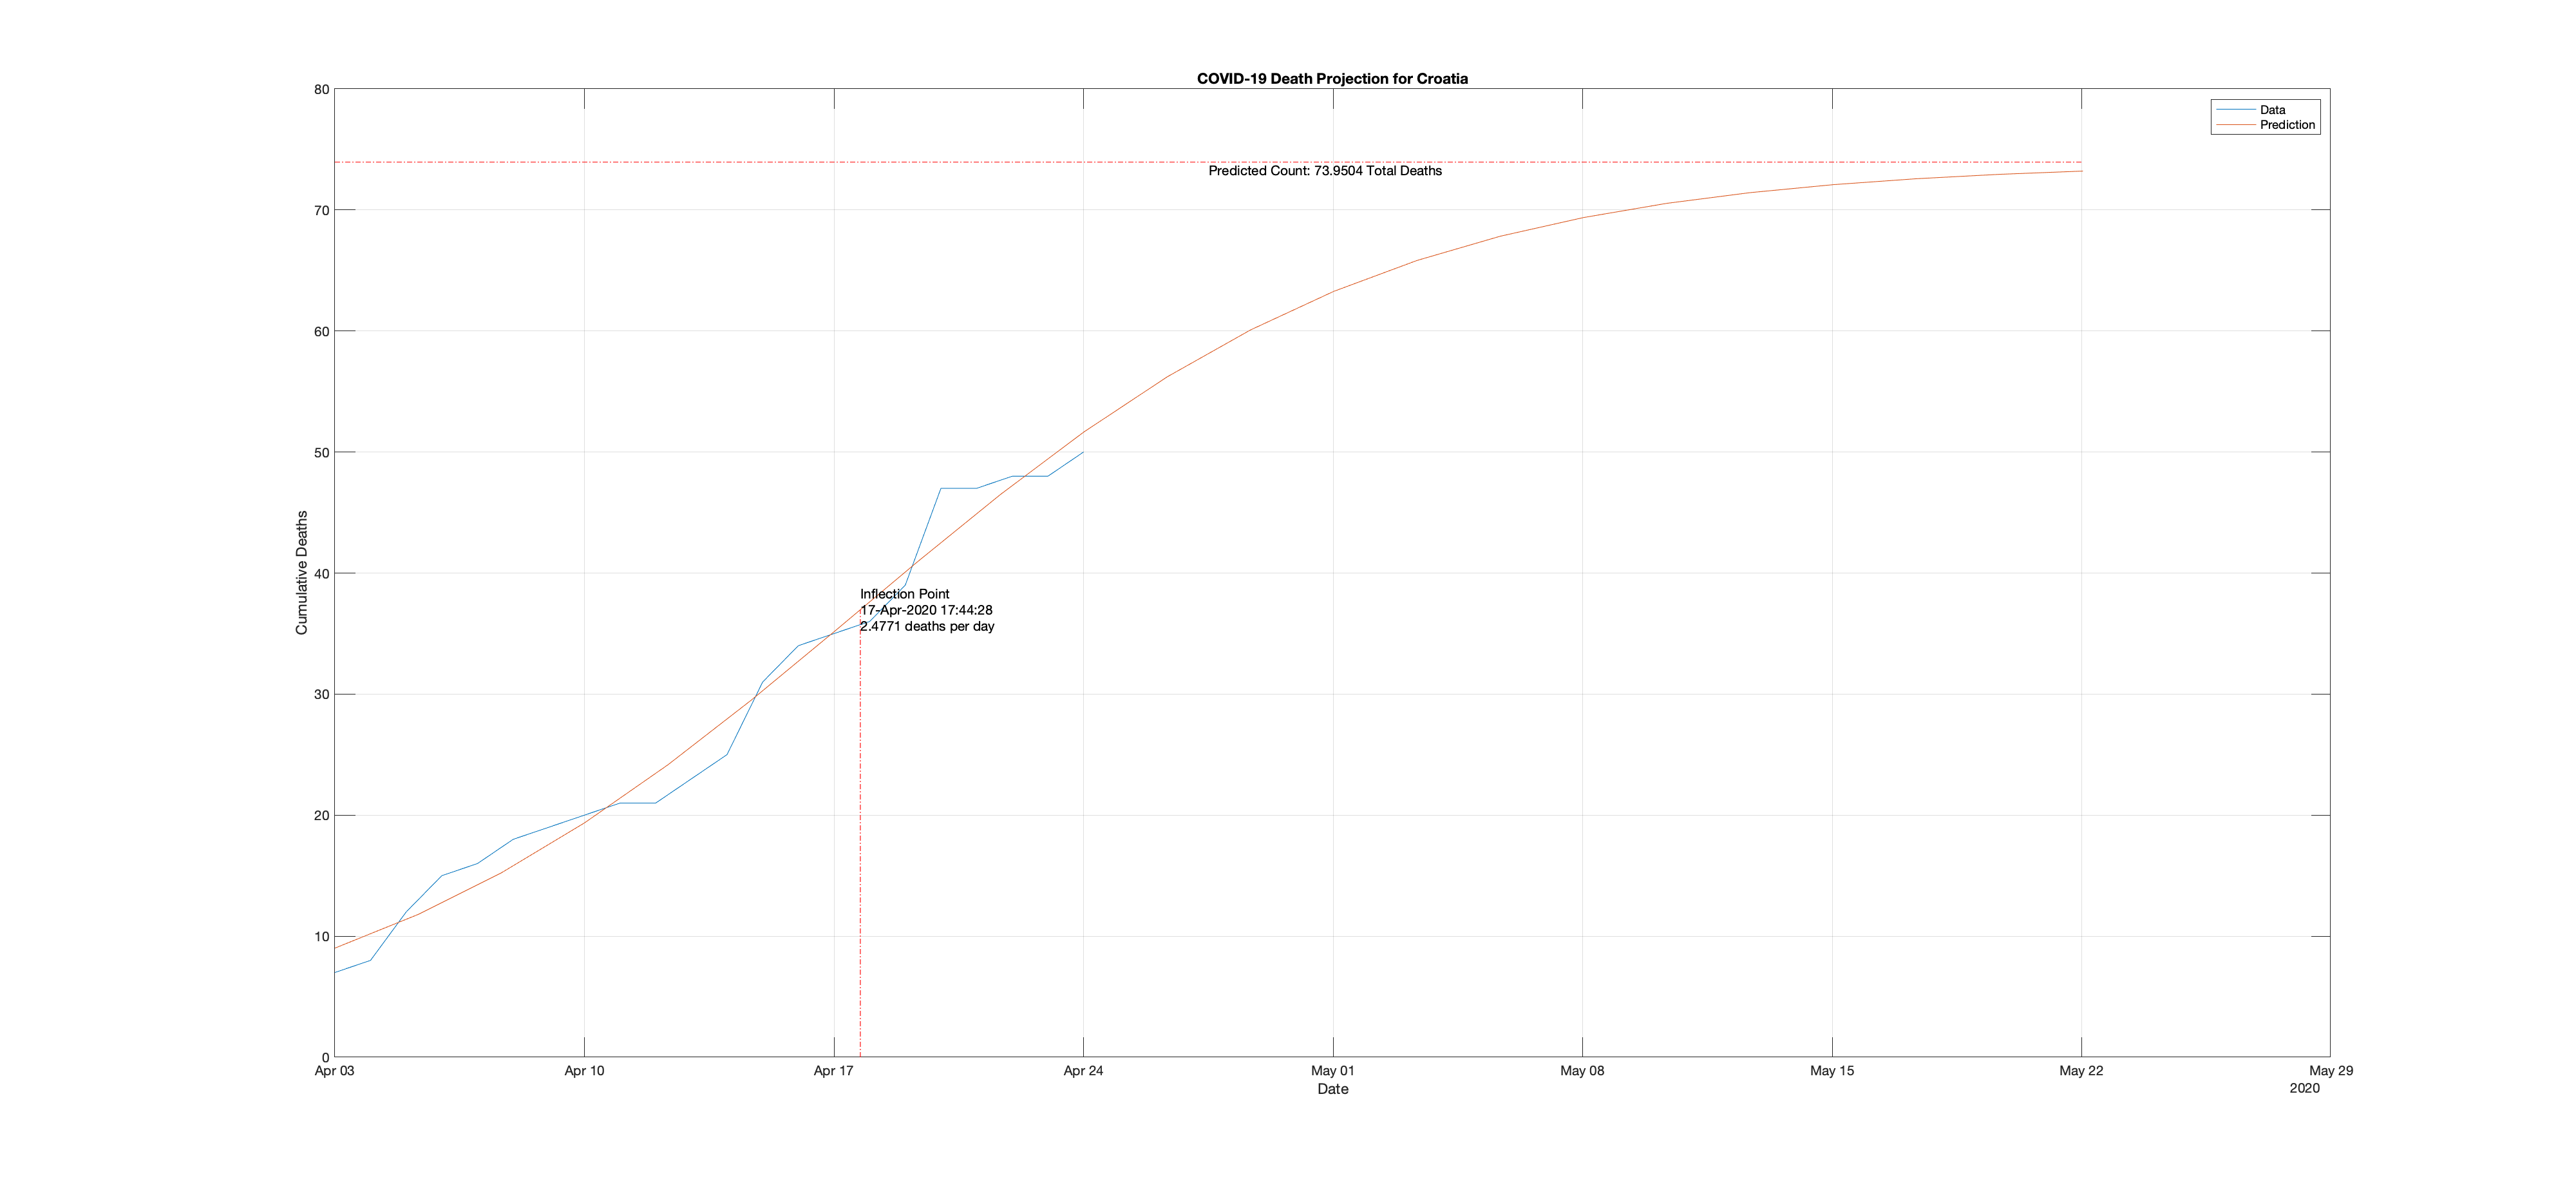 COVID-19 Death Projection for Croatia
Data
Prediction
Predicted Count: 73.9504 Total Deaths
Inflection Point
17-Apr-2020 17:44:28
2.4771 deaths per day
Cumulative Deaths
80
70
60
50
40
30
20
10
0
Apr 03
Apr 10
Apr 17
Apr 24
May 01
May 08
May 15
May 22
May 29
Date
2020